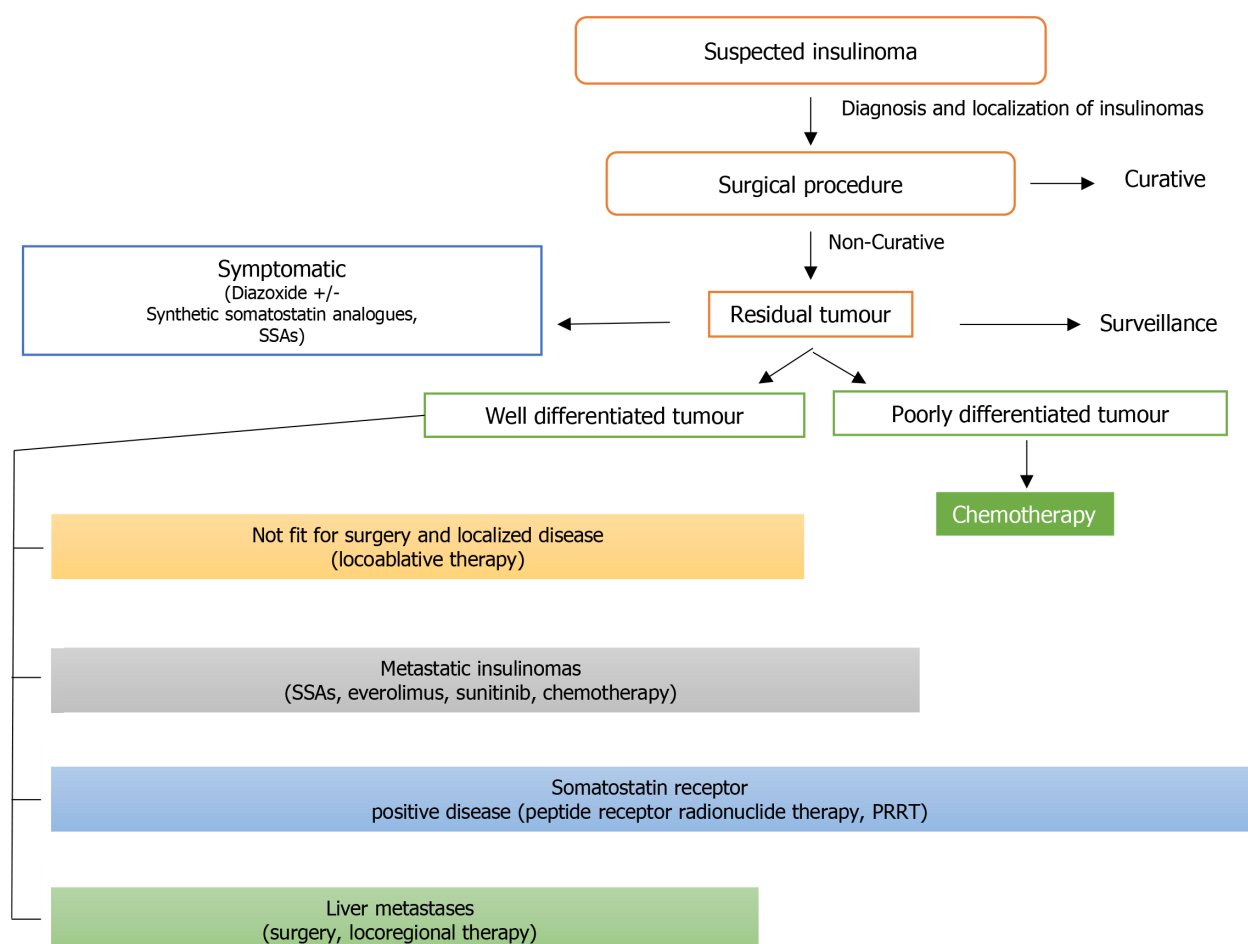 Suspected insulinoma
Diagnosis and localization of insulinomas
Surgical procedure
Curative
Non-Curative
Symptomatic
(Diazoxide +/-
Synthetic somatostatin analogues,
SSAs)
Residual tumour
Surveillance
Well differentiated tumour
Poorly differentiated tumour
Chemotherapy
Not fit for surgery and localized disease
(locoablative therapy)
Metastatic insulinomas
(SSAs, everolimus, sunitinib, chemotherapy)
Somatostatin receptor
positive disease (peptide receptor radionuclide therapy, PRRT)
Liver metastases
(surgery, locoregional therapy)